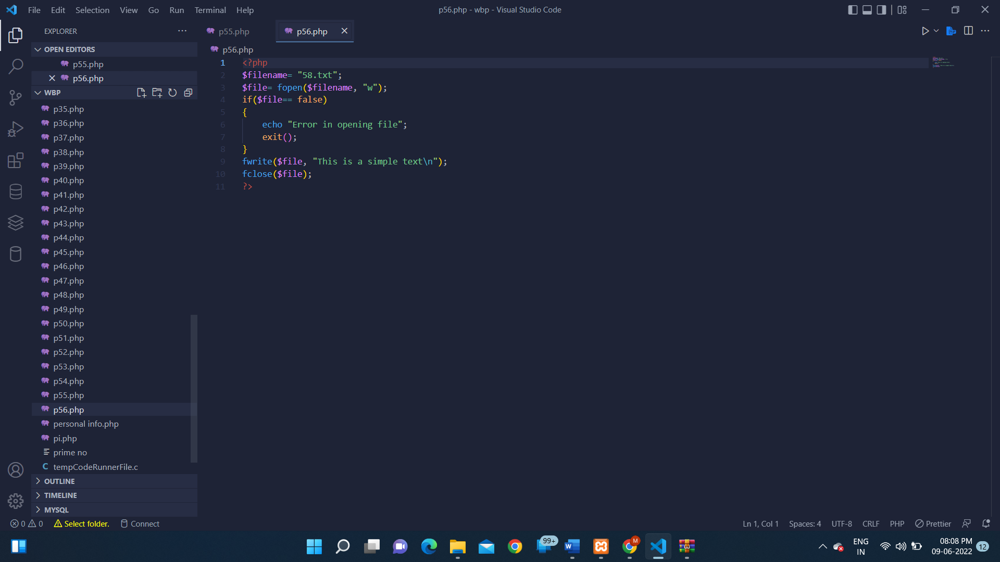 File Edit Selection View Go Run Terminal Help
p56.php - wbp - Visual Studio Code
EXPLORER
OPEN EDITORS
p55.php
p56.php
WBP
p35.php
p36.php
p37.php
p38.php
p39.php
p40.php
p41.php
p42.php
p43.php
p44.php
p45.php
p46.php
p47.php
p48.php
p49.php
p50.php
p51.php
p52.php
p53.php
p54.php
p55.php
p56.php
personal info.php
pi.php
prime no
C tempCodeRunnerFile.c
OUTLINE
TIMELINE
MYSQL
p55.php p56.php
p56.php
1 <?php
2 $filename= "58.txt";
3 $file= fopen($filename, "w");
4 if($file== false)
5 {
6 echo "Error in opening file";
7 exit();
8 }
9 fwrite($file, "This is a simple text\n");
10 fclose($file);
11 ?>
0 0 Select folder. Connect
Ln 1, Col 1 Spaces: 4 UTF-8 CRLF PHP Prettier
99+
W
M
ENG
IN
08:08 PM
09-06-2022
12